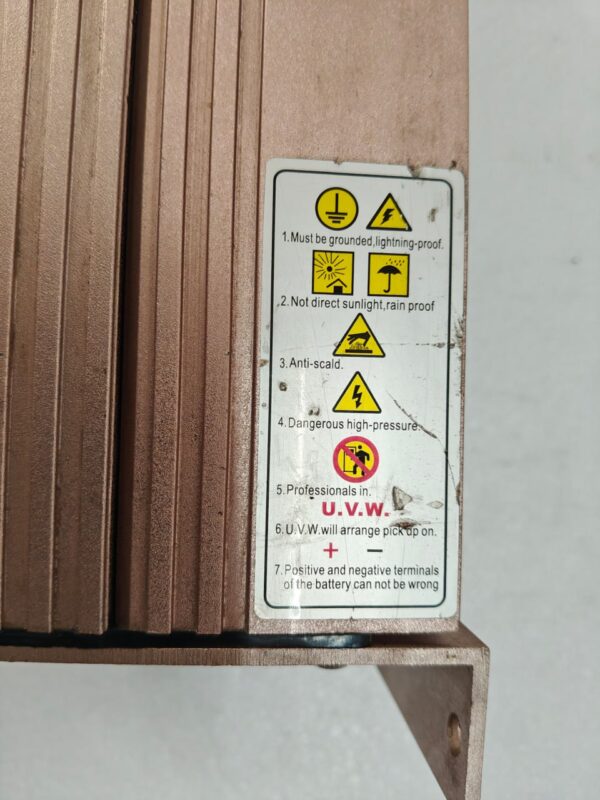 1.Must be grounded,lightning-proof.
2.Not direct sunlight,rain proof
3.Anti-scald.
4.Dangerous high-pressure.
5.Professionals in.
U.V.W.
6.U.V.W.will arrange pick up on.
+ −
7.Positive and negative terminals
of the battery can not be wrong